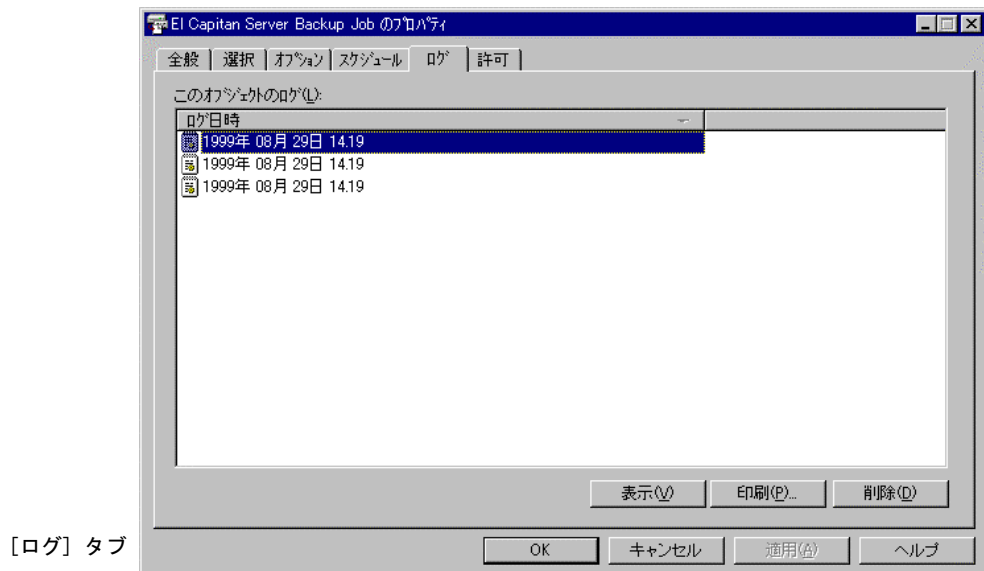 El Capitan Server Backup Job のﾌﾟﾛﾊﾟﾃｨ
全般 選択 ｵﾌﾟｼｮﾝ ｽｹｼﾞｭｰﾙ ﾛｸﾞ 許可
このｵﾌﾞｼﾞｪｸﾄのﾛｸﾞ(L):
ﾛｸﾞ日時
1999年 08月 29日 14.19
1999年 08月 29日 14.19
1999年 08月 29日 14.19
表示(V) 印刷(P)... 削除(D)
［ログ］タブ
OK キャンセル 適用(A) ヘルプ